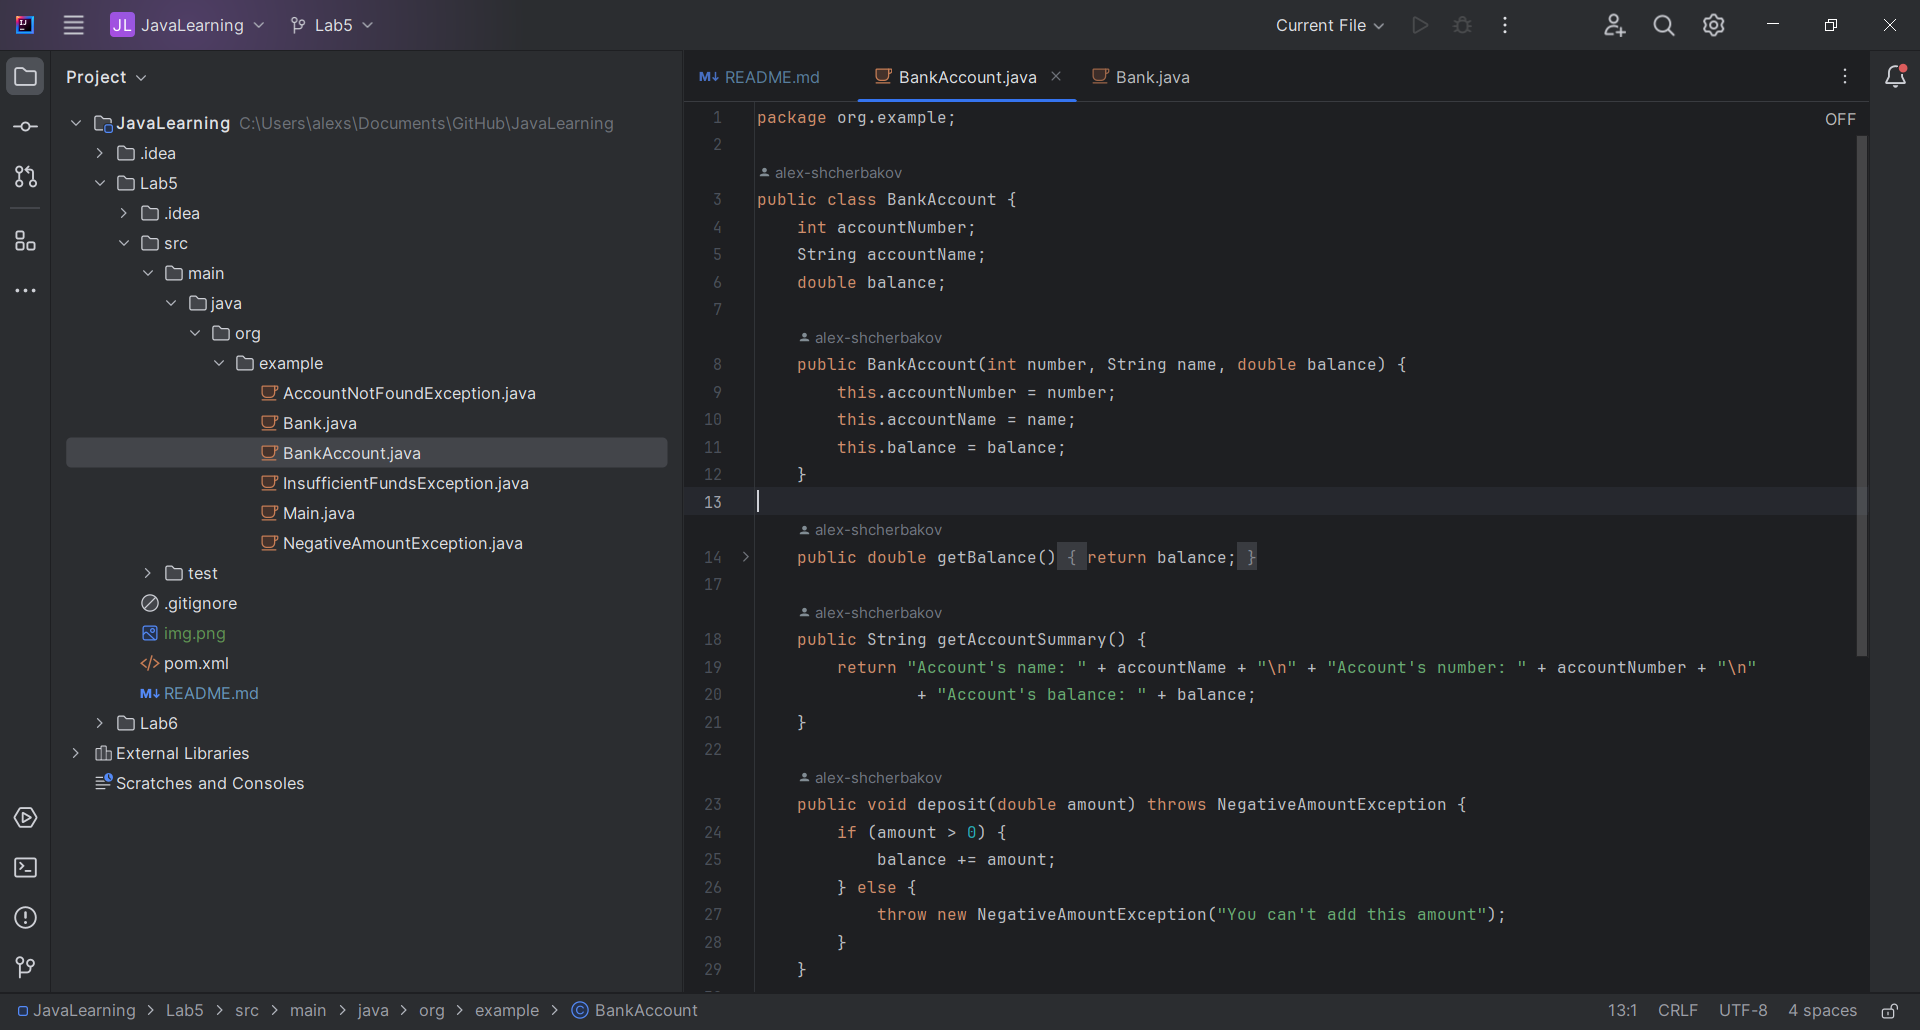 JL JavaLearning Lab5 Current File
Project
README.md BankAccount.java Bank.java
JavaLearning C:\Users\alexs\Documents\GitHub\JavaLearning
.idea
Lab5
.idea
src
main
java
org
example
AccountNotFoundException.java
Bank.java
BankAccount.java
InsufficientFundsException.java
Main.java
NegativeAmountException.java
test
.gitignore
img.png
pom.xml
README.md
Lab6
External Libraries
Scratches and Consoles
OFF
1 package org.example;
2
alex-shcherbakov
3 public class BankAccount {
4 int accountNumber;
5 String accountName;
6 double balance;
7
alex-shcherbakov
8 public BankAccount(int number, String name, double balance) {
9 this.accountNumber = number;
10 this.accountName = name;
11 this.balance = balance;
12 }
13
alex-shcherbakov
14 public double getBalance() { return balance; }
17
alex-shcherbakov
18 public String getAccountSummary() {
19 return "Account's name: " + accountName + "\n" + "Account's number: " + accountNumber + "\n"
20 + "Account's balance: " + balance;
21 }
22
alex-shcherbakov
23 public void deposit(double amount) throws NegativeAmountException {
24 if (amount > 0) {
25 balance += amount;
26 } else {
27 throw new NegativeAmountException("You can't add this amount");
28 }
29 }
JavaLearning > Lab5 > src > main > java > org > example > BankAccount
13:1 CRLF UTF-8 4 spaces